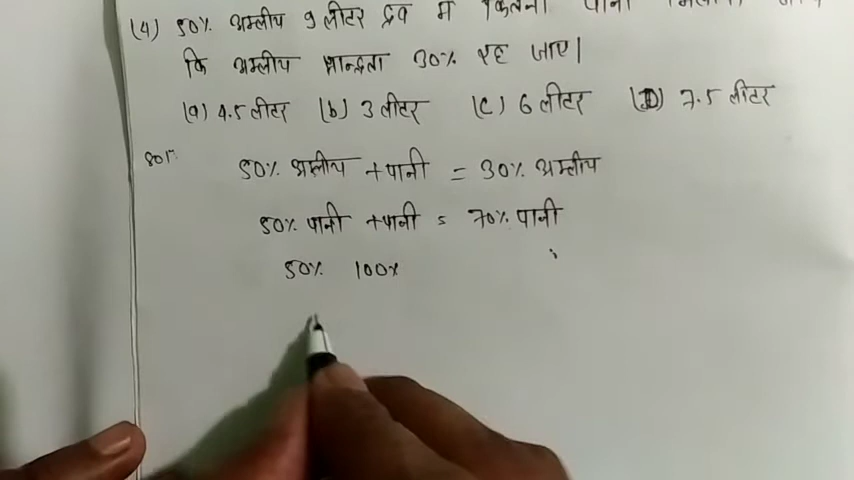 (4) 50% अम्लीय 9 लीटर द्रव में कितना पानी मिलाया जाये
कि अम्लीय सान्द्रता 30% रह जाए।
(a) 4.5 लीटर (b) 3 लीटर (c) 6 लीटर (D) 7.5 लीटर
Sol:
50% अम्लीय + पानी = 30% अम्लीय
50% पानी + पानी = 70% पानी
50% 100%